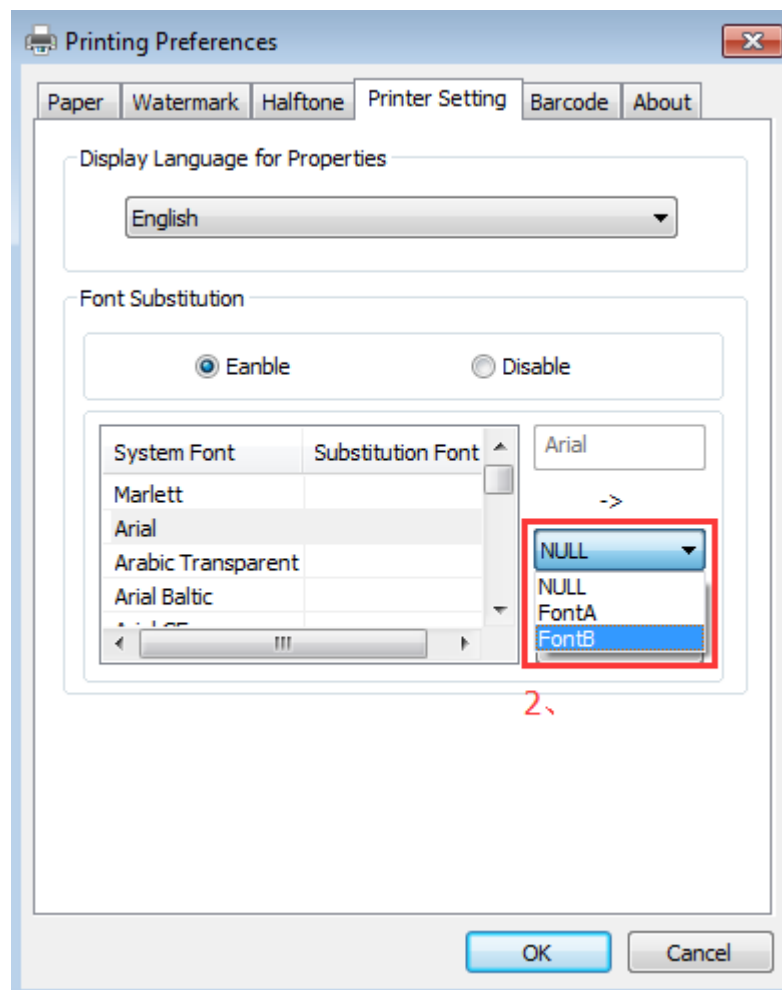 Printing Preferences
Paper Watermark Halftone Printer Setting Barcode About
Display Language for Properties
English
Font Substitution
Eanble Disable
System Font Substitution Font
Marlett
Arial
Arabic Transparent
Arial Baltic
Arial
->
NULL
NULL
FontA
FontB
2、
OK Cancel